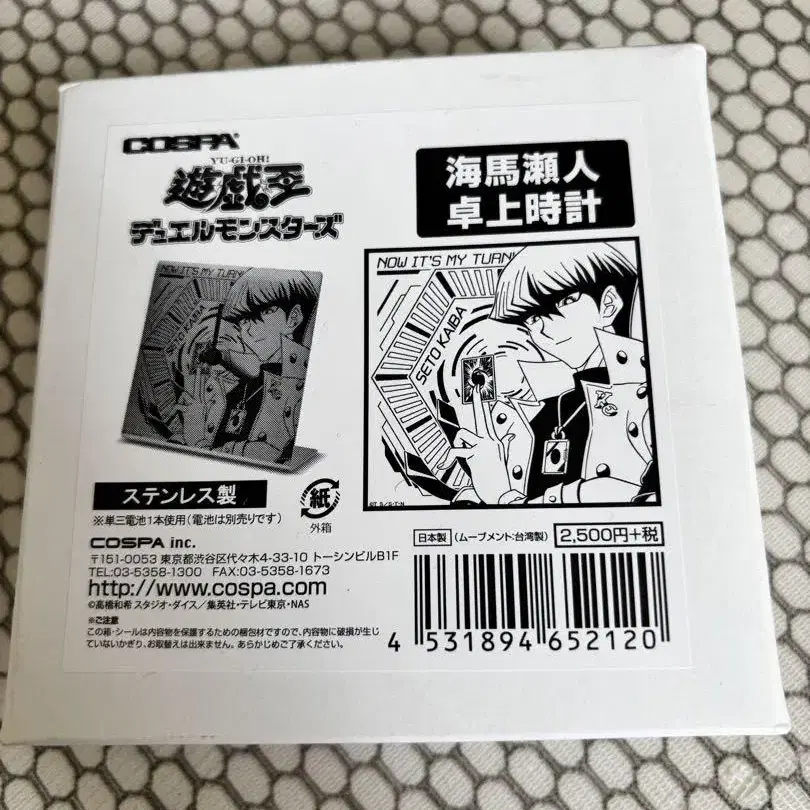 COSPA
YU-GI-OH!
遊戯王
デュエルモンスターズ
海馬瀬人
卓上時計
NOW IT'S MY TURN
SETO KAIBA
NOW IT'S MY TURN
SETO KAIBA
KC
ステンレス製
※単三電池1本使用(電池は別売りです)
紙
外箱
日本製 (ムーブメント:台湾製) 2,500円+税
COSPA inc.
〒151-0053 東京都渋谷区代々木4-33-10 トーシンビルB1F
TEL:03-5358-1300 FAX:03-5358-1673
http://www.cospa.com
©高橋和希 スタジオ・ダイス/集英社・テレビ東京・NAS
※ご注意
この箱・シールは内容物を保護するための梱包材ですので、内容物に破損が生じ
ていないかぎり、お取替えは出来ません。あらかじめご了承ください。
4 531894 652120